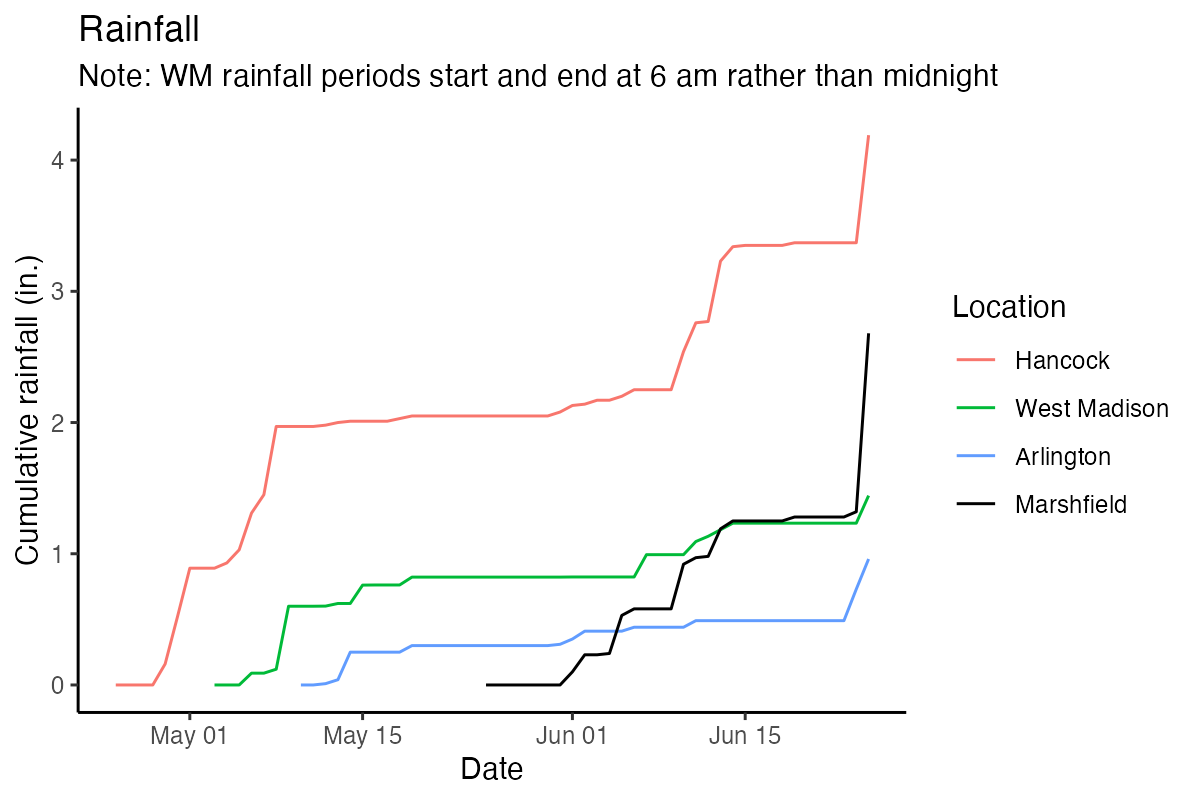 Rainfall
Note: WM rainfall periods start and end at 6 am rather than midnight
Cumulative rainfall (in.)
4
3
2
1
0
May 01
May 15
Jun 01
Jun 15
Date
Location
Hancock
West Madison
Arlington
Marshfield